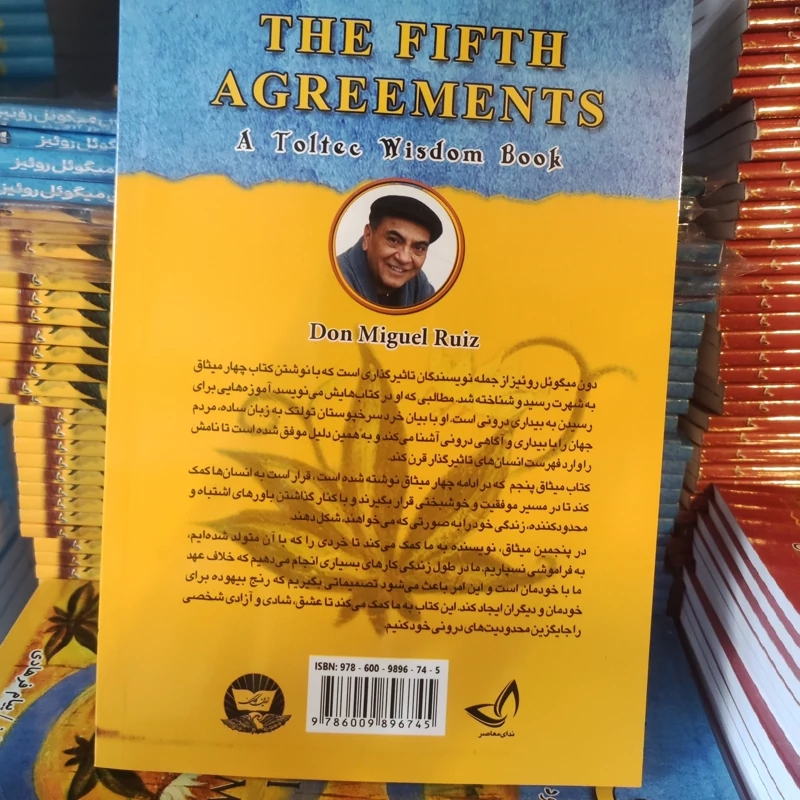 THE FIFTH
AGREEMENTS
A Toltec Wisdom Book
Don Miguel Ruiz
دون میگوئل روئیز از جمله نویسندگان تاثیرگذاری است که با نوشتن کتاب چهار میثاق
به شهرت رسید و شناخته شد. مطالبی که او در کتاب‌هایش می‌نویسد، آموزه‌هایی برای
رسیدن به بیداری درونی است. او با بیان خرد سرخپوستان تولتک به زبان ساده، مردم
جهان را با بیداری و آگاهی درونی آشنا می‌کند و به همین دلیل موفق شده است تا نامش
را وارد فهرست انسان‌های تاثیرگذار قرن کند.
کتاب میثاق پنجم که در ادامه چهار میثاق نوشته شده است، قرار است به انسان‌ها کمک
کند تا در مسیر موفقیت و خوشبختی قرار بگیرند و با کنار گذاشتن باورهای اشتباه و
محدودکننده، زندگی خود را به صورتی که می‌خواهند، شکل دهند.
در پنجمین میثاق، نویسنده به ما کمک می‌کند تا خردی را که با آن متولد شده‌ایم،
به فراموشی نسپاریم. ما در طول زندگی کارهای بسیاری انجام می‌دهیم که خلاف عهد
ما با خودمان است و این امر باعث می‌شود تصمیماتی بگیریم که رنج بیهوده برای
خودمان و دیگران ایجاد کند. این کتاب به ما کمک می‌کند تا عشق، شادی و آزادی شخصی
را جایگزین محدودیت‌های درونی خود کنیم.
ISBN: 978 - 600 - 9896 - 74 - 5
9 786009 896745
ندای معاصر
میگوئل روئیز
میگوئل روئیز
میگوئل روئیز